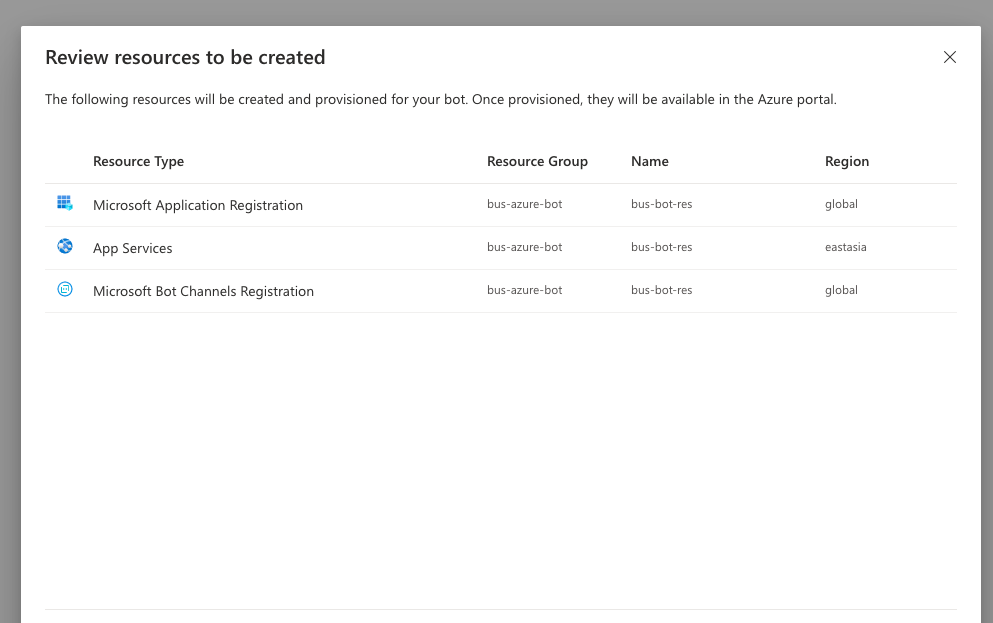 Review resources to be created
The following resources will be created and provisioned for your bot. Once provisioned, they will be available in the Azure portal.
Resource Type Resource Group Name Region
Microsoft Application Registration bus-azure-bot bus-bot-res global
App Services bus-azure-bot bus-bot-res eastasia
Microsoft Bot Channels Registration bus-azure-bot bus-bot-res global